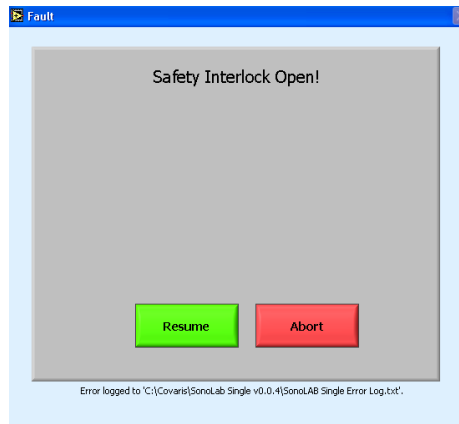 Fault
Safety Interlock Open!
Resume
Abort
Error logged to 'C:\Covaris\SonoLab Single v0.0.4\SonoLAB Single Error Log.txt'.